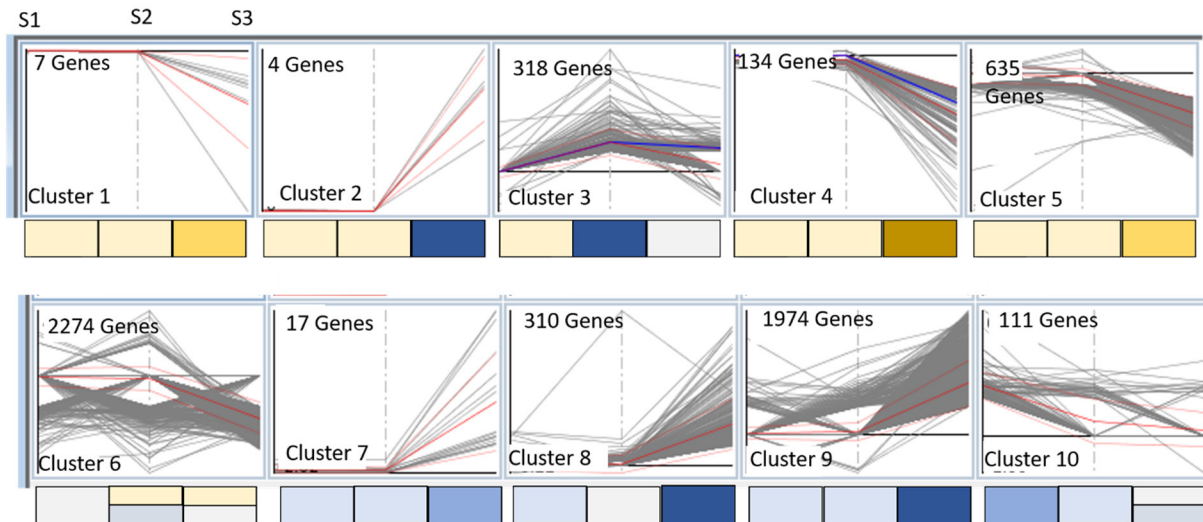 S1 S2 S3
7 Genes
Cluster 1
4 Genes
Cluster 2
318 Genes
Cluster 3
134 Genes
Cluster 4
635
Genes
Cluster 5
2274 Genes
Cluster 6
17 Genes
Cluster 7
310 Genes
Cluster 8
1974 Genes
Cluster 9
111 Genes
Cluster 10